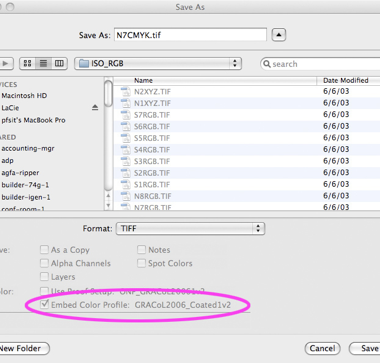 Save As
Save As: N7CMYK.tif
ISO_RGB
search
VICES
Macintosh HD
LaCie
pfsit's MacBook Pro
ARED
accounting-mgr
adp
agfa-ripper
builder-74g-1
builder-igen-1
conf-room-1
Name Date Modified
N2XYZ.TIF 6/6/03
N1XYZ.TIF 6/6/03
S7RGB.TIF 6/6/03
S6RGB.TIF 6/6/03
S5RGB.TIF 6/6/03
S4RGB.TIF 6/6/03
S3RGB.TIF 6/6/03
S2RGB.TIF 6/6/03
S1RGB.TIF 6/6/03
N8RGB.TIF 6/6/03
N7RGB.TIF 6/6/03
Format: TIFF
ve: As a Copy Notes
Alpha Channels Spot Colors
Layers
olor: Use Proof Setup:
Embed Color Profile: GRACoL2006_Coated1v2
New Folder Cancel Save